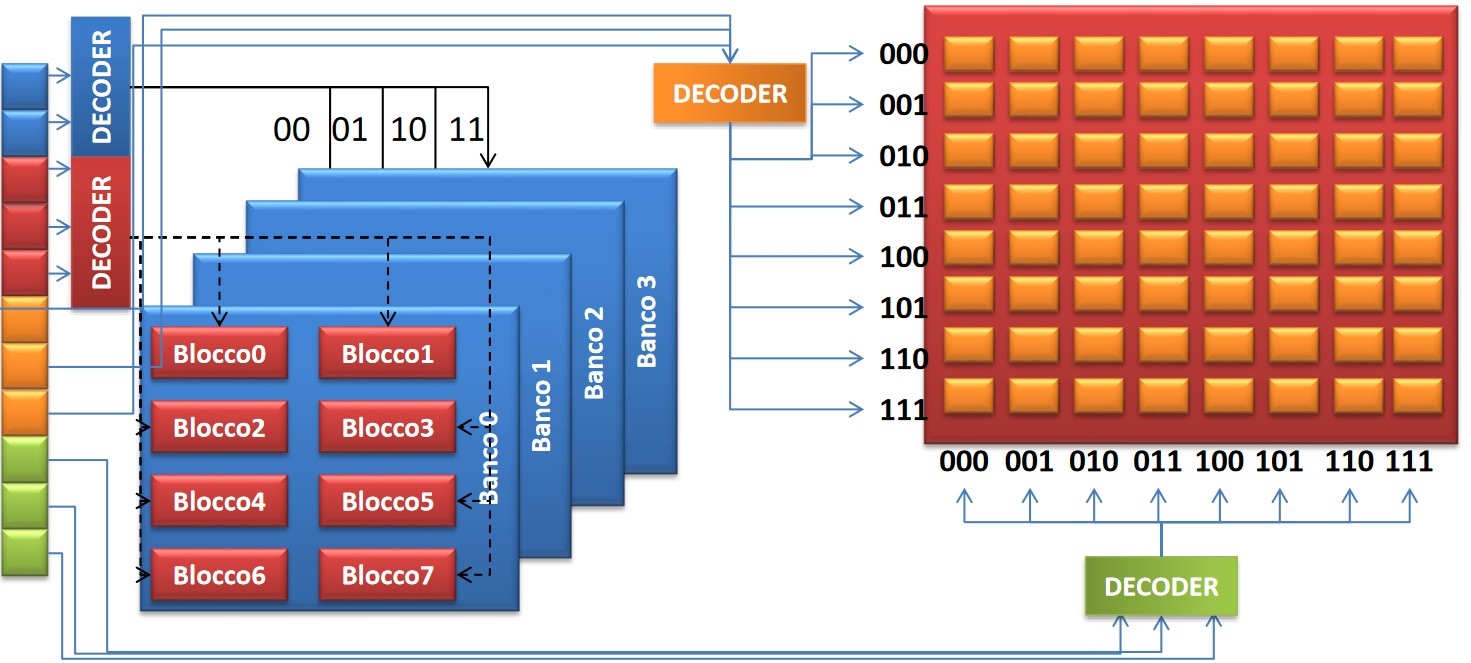 DECODER
DECODER
00 01 10 11
Banco 3
Banco 2
Banco 1
Banco 0
Blocco0 Blocco1
Blocco2 Blocco3
Blocco4 Blocco5
Blocco6 Blocco7
DECODER
000
001
010
011
100
101
110
111
000 001 010 011 100 101 110 111
DECODER